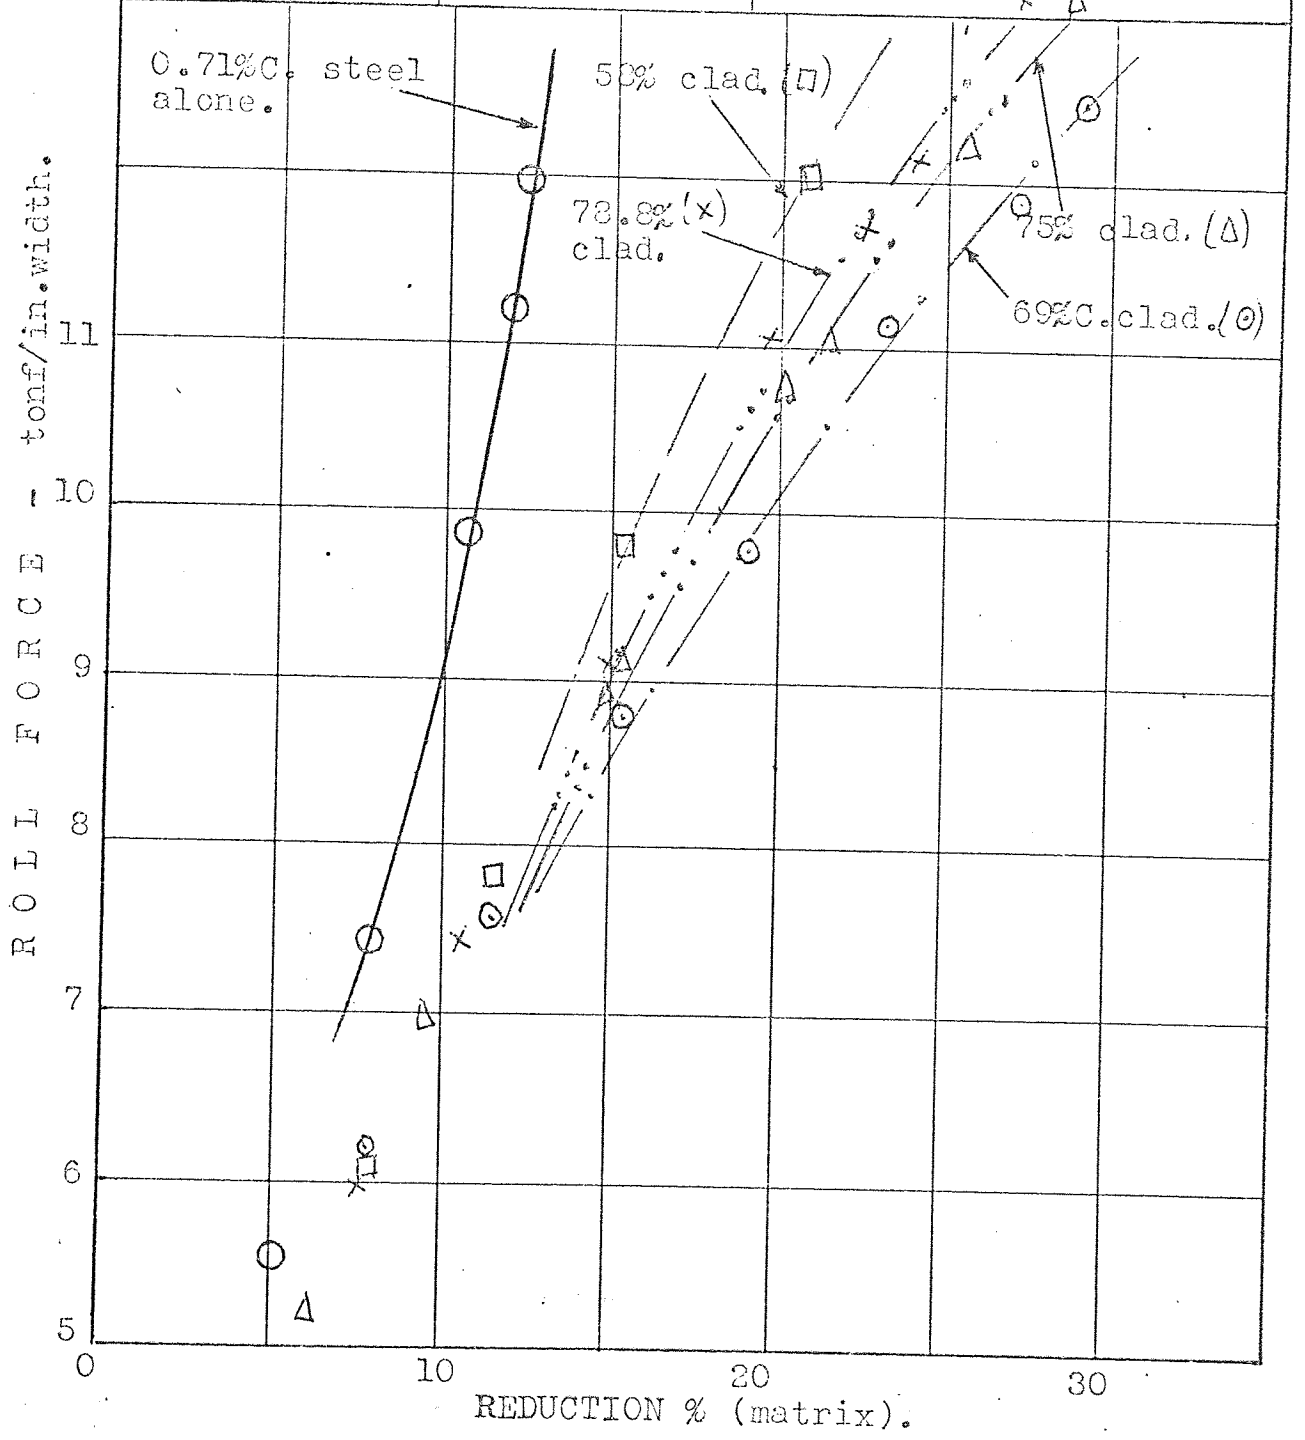 0.71%C. steel
alone.
58% clad.(□)
78.8%(x)
clad.
75% clad.(Δ)
69%C.clad.(⊙)
ROLL FORCE - tonf/in.width.
11
10
9
8
7
6
5
0
10
20
30
REDUCTION % (matrix).